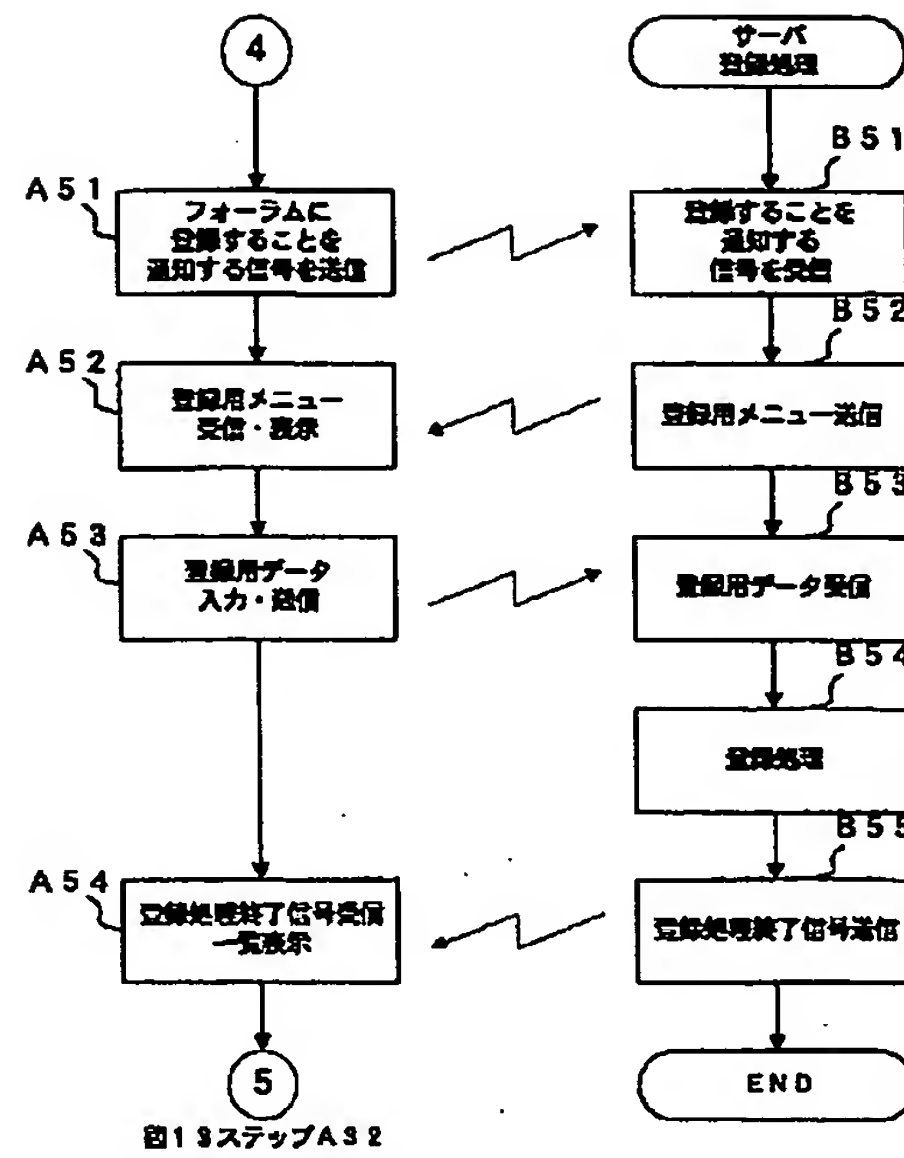 4
A51
フォーラムに
登録することを
通知する信号を送信
A52
登録用メニュー
受信・表示
A53
登録用データ
入力・送信
A54
登録処理終了信号受信
一覧表示
5
図13ステップA32
サーバ
登録処理
B51
登録することを
通知する
信号を受信
B52
登録用メニュー送信
B53
登録用データ受信
B54
登録処理
B55
登録処理終了信号送信
END